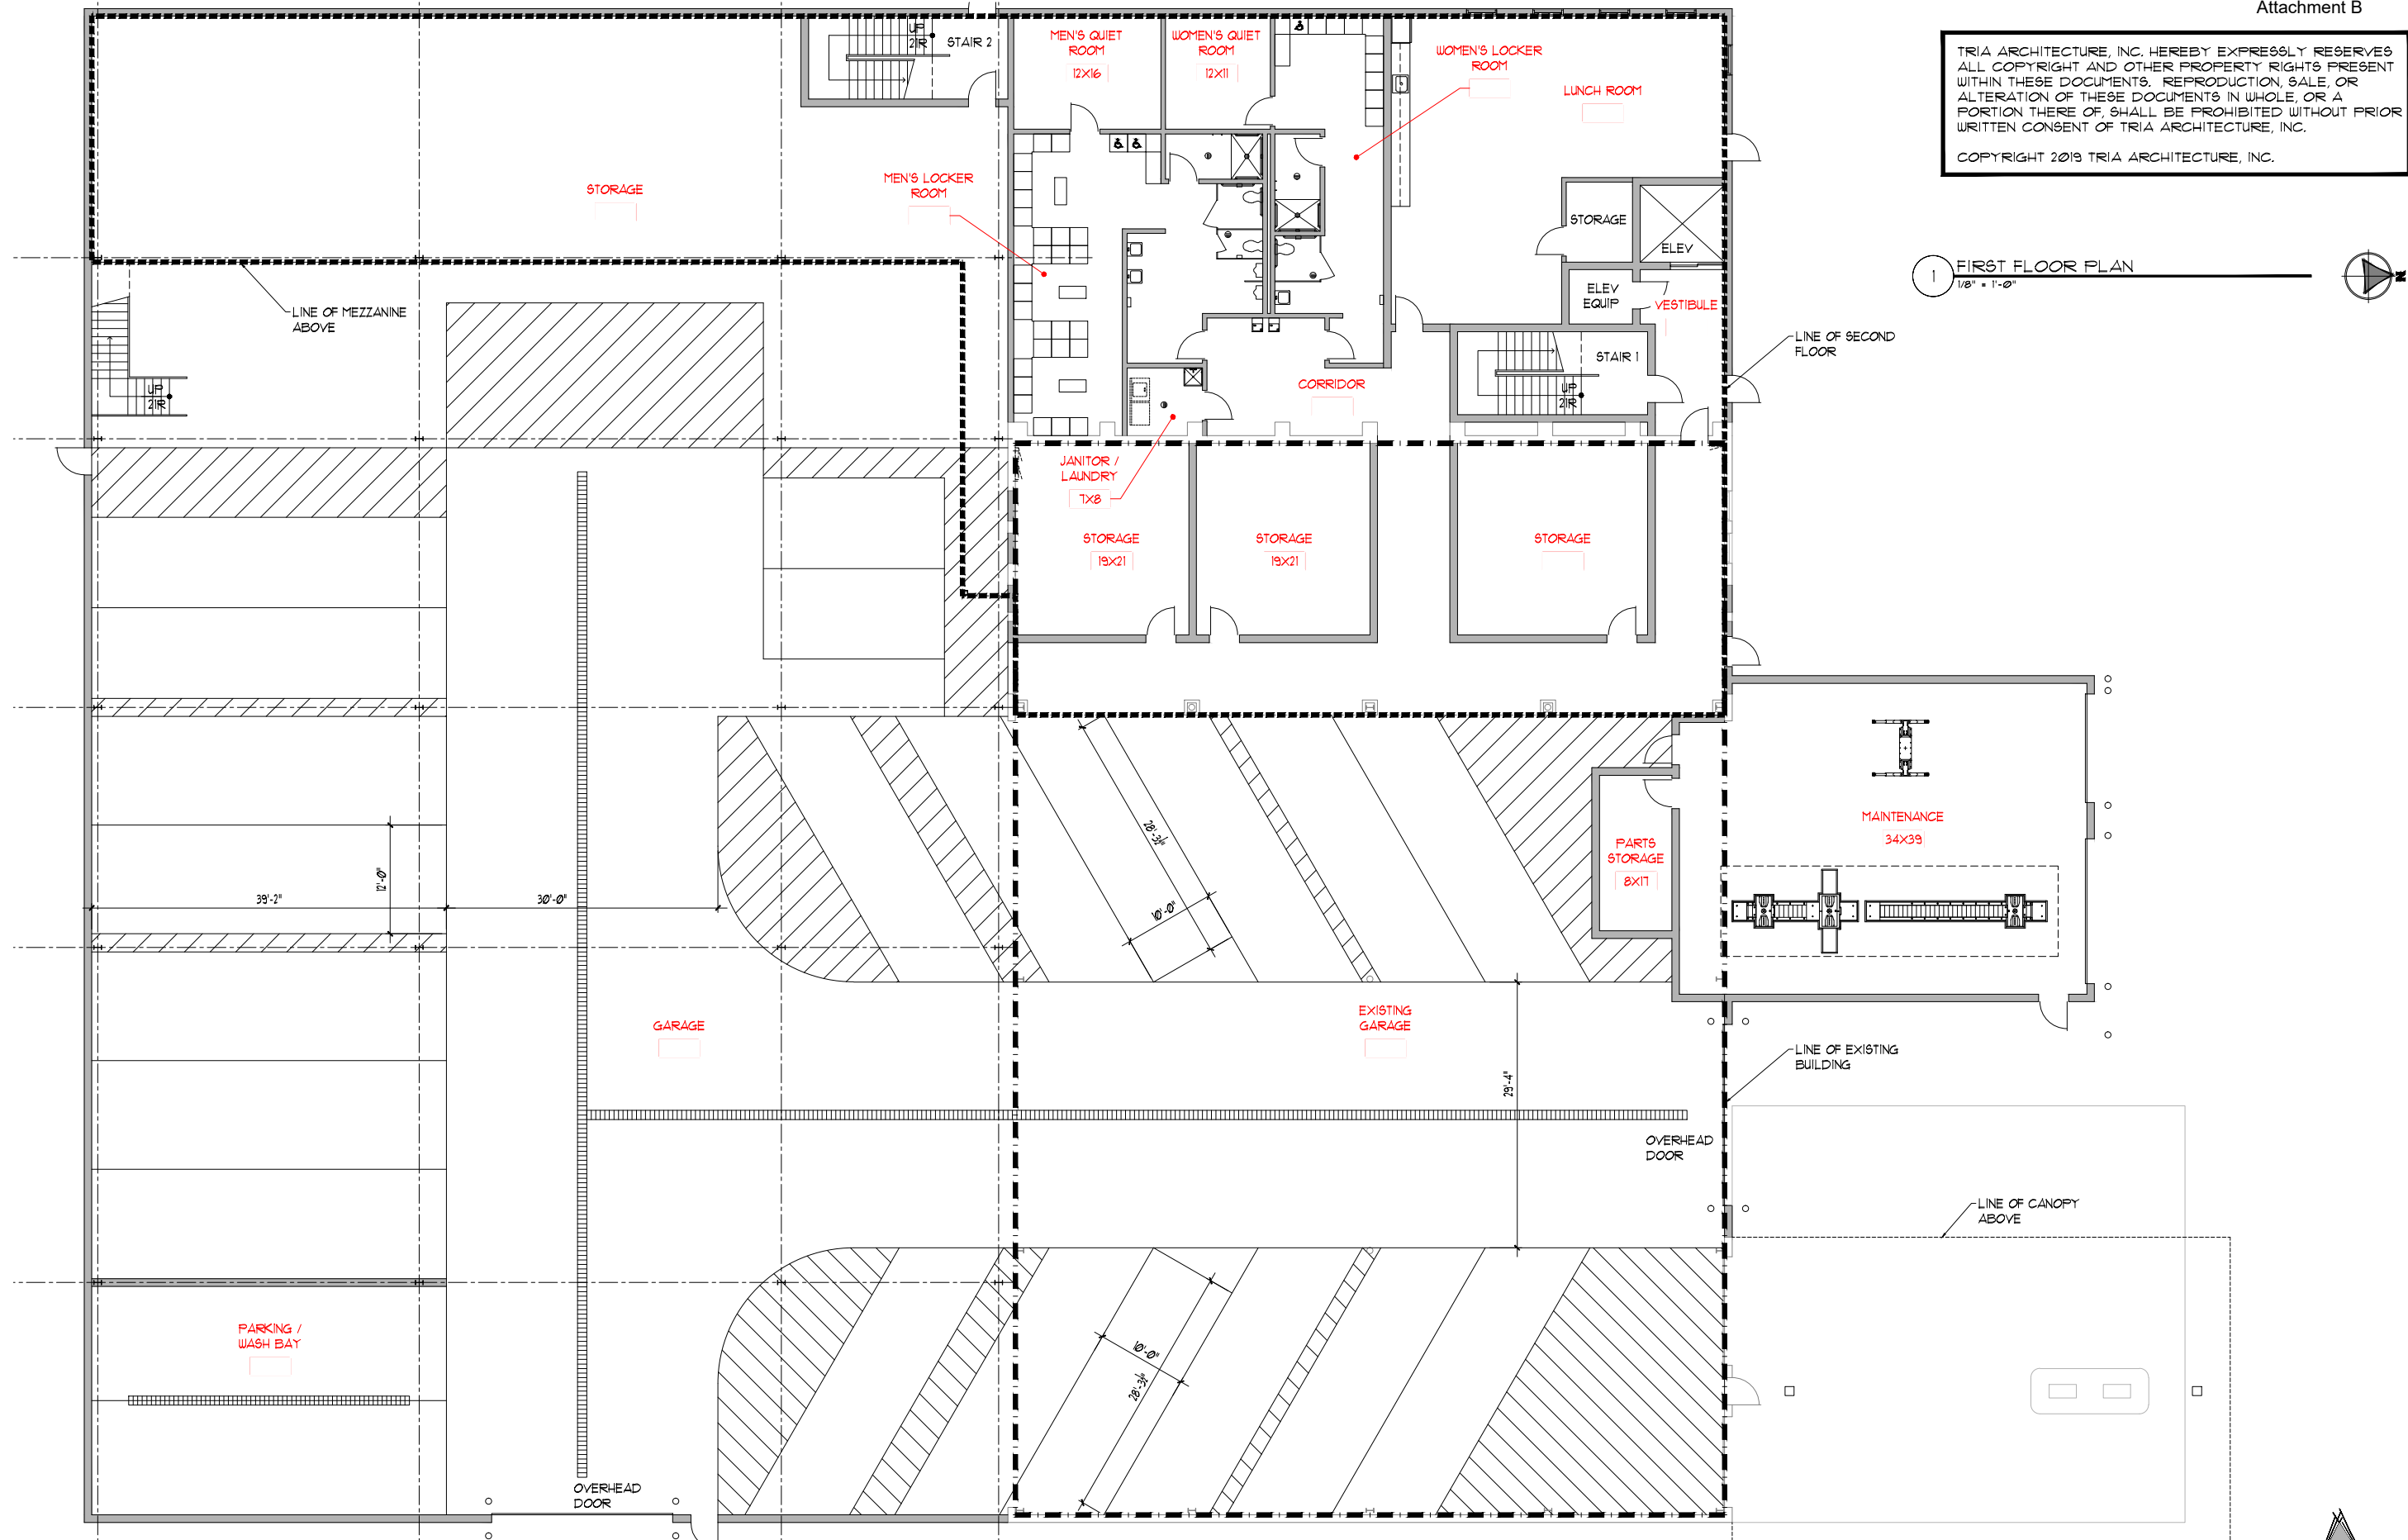 Attachment B
TRIA ARCHITECTURE, INC. HEREBY EXPRESSLY RESERVES
ALL COPYRIGHT AND OTHER PROPERTY RIGHTS PRESENT
WITHIN THESE DOCUMENTS. REPRODUCTION, SALE, OR
ALTERATION OF THESE DOCUMENTS IN WHOLE, OR A
PORTION THERE OF, SHALL BE PROHIBITED WITHOUT PRIOR
WRITTEN CONSENT OF TRIA ARCHITECTURE, INC.
COPYRIGHT 2019 TRIA ARCHITECTURE, INC.
1
FIRST FLOOR PLAN
1/8" = 1'-0"
N
UP
21R
STAIR 2
MEN'S QUIET
ROOM
12X16
WOMEN'S QUIET
ROOM
12X11
WOMEN'S LOCKER
ROOM
LUNCH ROOM
STORAGE
MEN'S LOCKER
ROOM
STORAGE
ELEV
ELEV
EQUIP
VESTIBULE
LINE OF MEZZANINE
ABOVE
LINE OF SECOND
FLOOR
STAIR 1
UP
21R
UP
21R
CORRIDOR
JANITOR /
LAUNDRY
7X8
STORAGE
19X21
STORAGE
19X21
STORAGE
MAINTENANCE
34X39
PARTS
STORAGE
8X17
28'-3½"
10'-0"
12'-0"
39'-2"
30'-0"
GARAGE
EXISTING
GARAGE
29'-4"
LINE OF EXISTING
BUILDING
OVERHEAD
DOOR
LINE OF CANOPY
ABOVE
PARKING /
WASH BAY
10'-0"
28'-3½"
OVERHEAD
DOOR